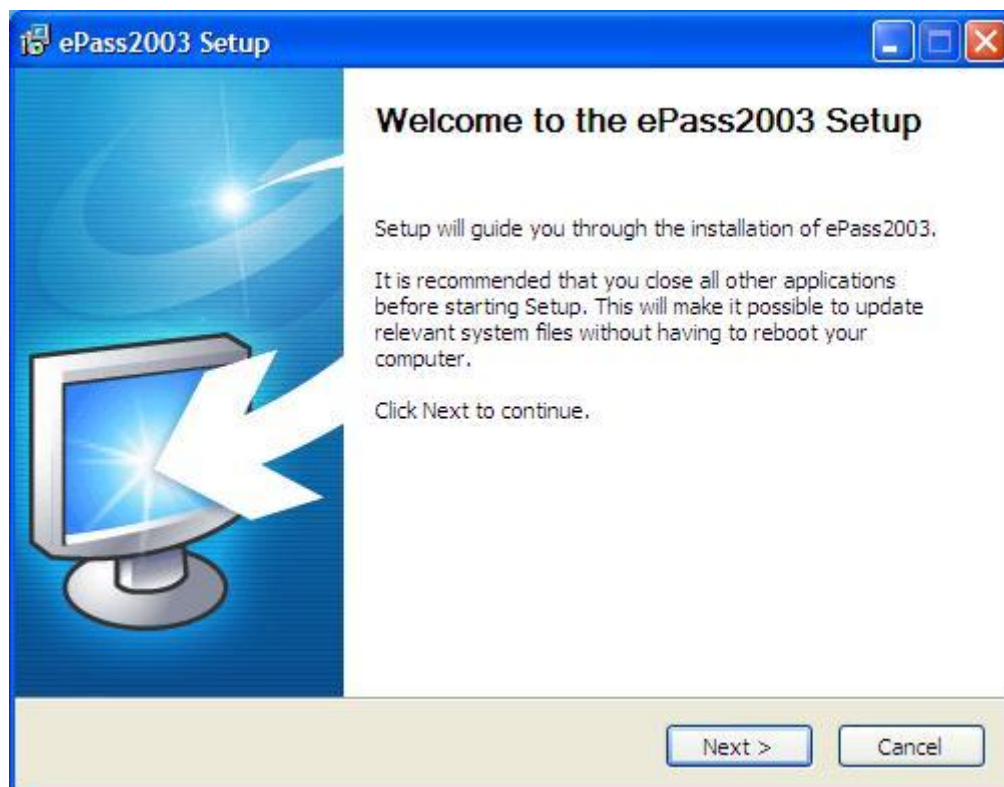 ePass2003 Setup
Welcome to the ePass2003 Setup
Setup will guide you through the installation of ePass2003.
It is recommended that you close all other applications
before starting Setup. This will make it possible to update
relevant system files without having to reboot your
computer.
Click Next to continue.
Next >
Cancel